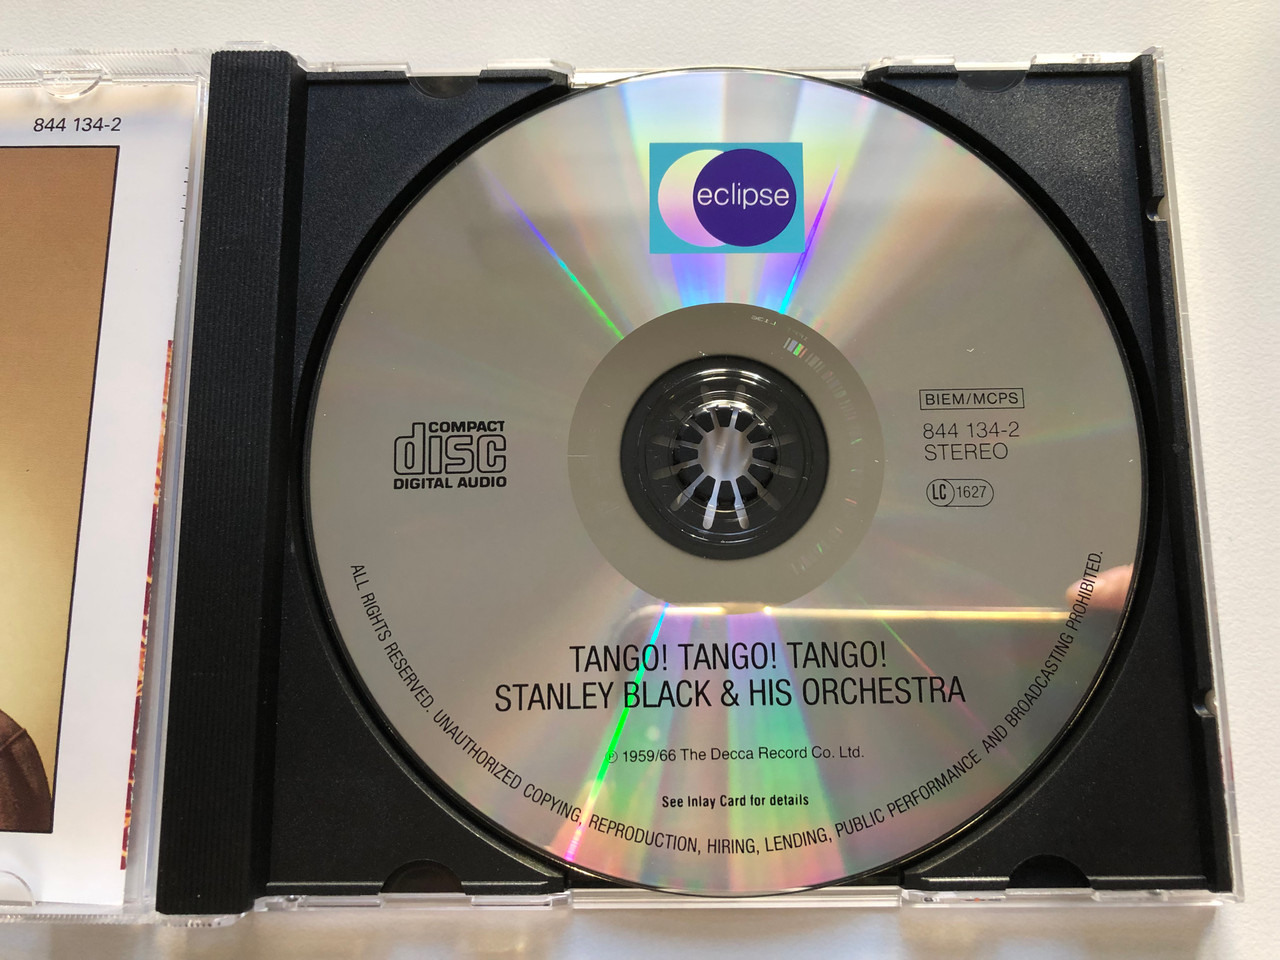 844 134-2
eclipse
COMPACT
disc
DIGITAL AUDIO
BIEM/MCPS
844 134-2
STEREO
LC 1627
TANGO! TANGO! TANGO!
STANLEY BLACK & HIS ORCHESTRA
℗ 1959/66 The Decca Record Co. Ltd.
See Inlay Card for details
ALL RIGHTS RESERVED. UNAUTHORIZED COPYING, REPRODUCTION, HIRING, LENDING, PUBLIC PERFORMANCE AND BROADCASTING PROHIBITED.